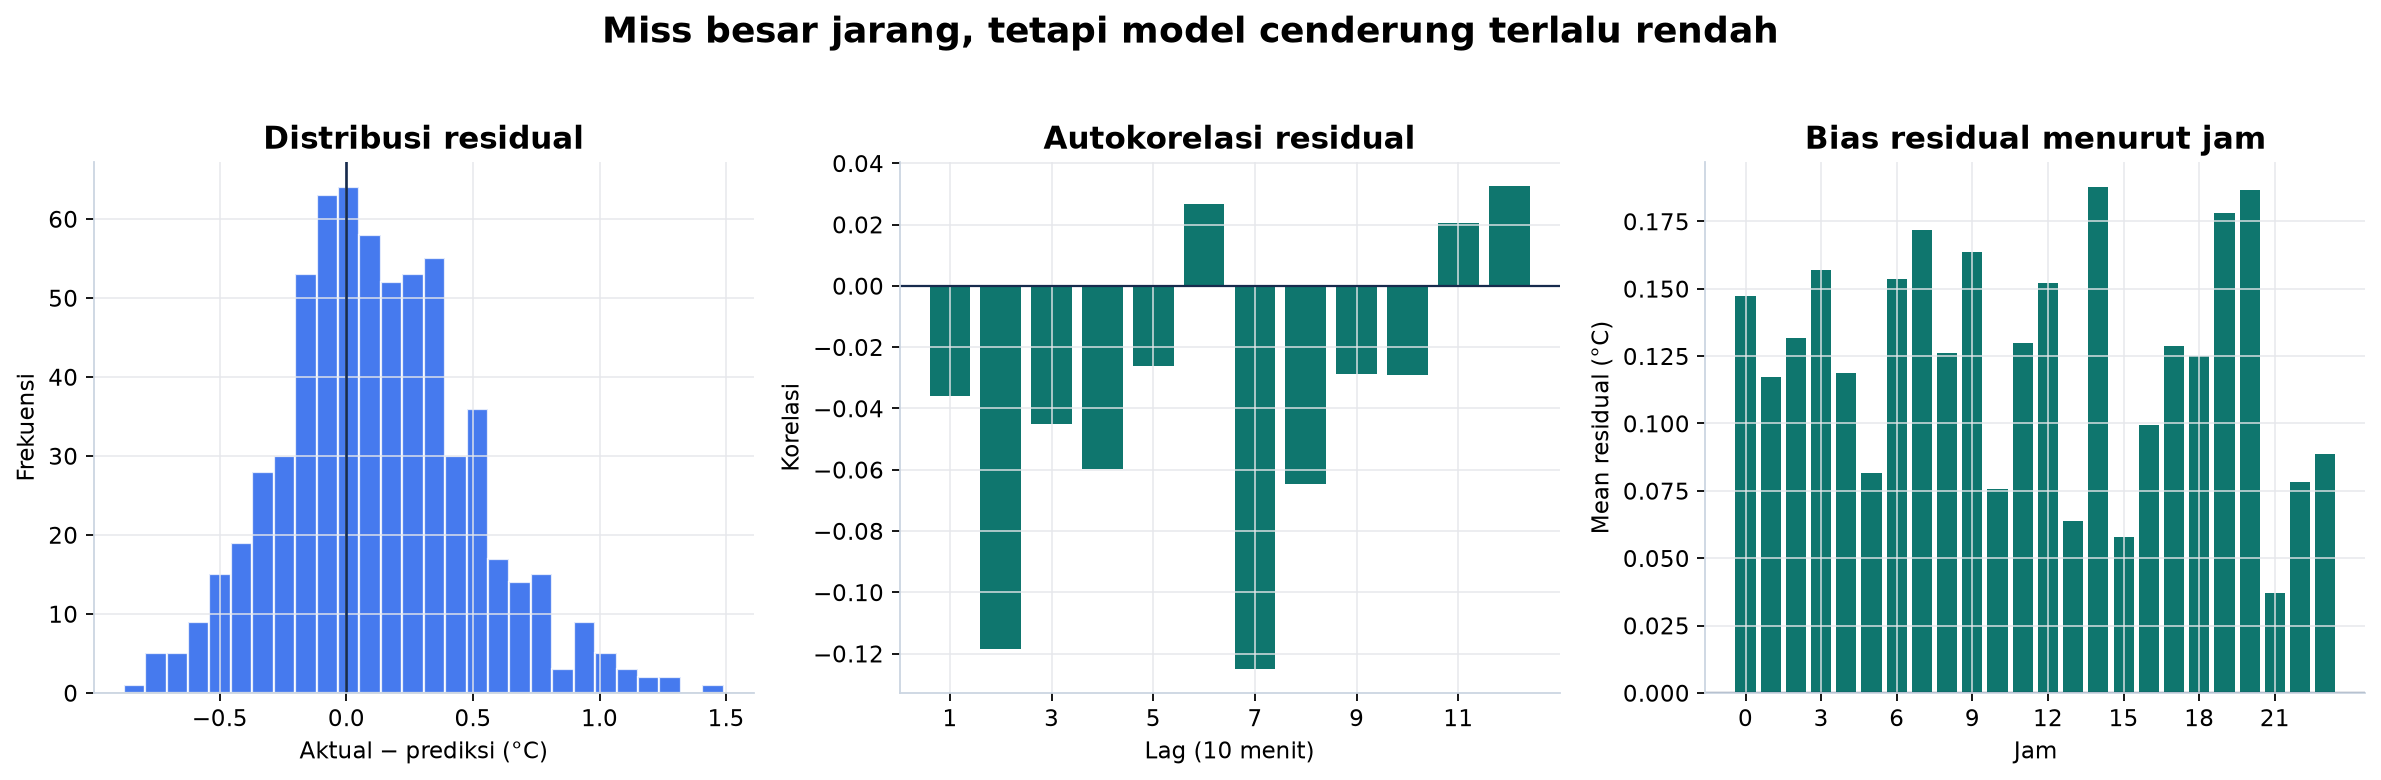 Miss besar jarang, tetapi model cenderung terlalu rendah
Distribusi residual
Frekuensi
60
50
40
30
20
10
0
−0.5 0.0 0.5 1.0 1.5
Aktual − prediksi (°C)
Autokorelasi residual
Korelasi
0.04
0.02
0.00
−0.02
−0.04
−0.06
−0.08
−0.10
−0.12
1 3 5 7 9 11
Lag (10 menit)
Bias residual menurut jam
Mean residual (°C)
0.175
0.150
0.125
0.100
0.075
0.050
0.025
0.000
0 3 6 9 12 15 18 21
Jam